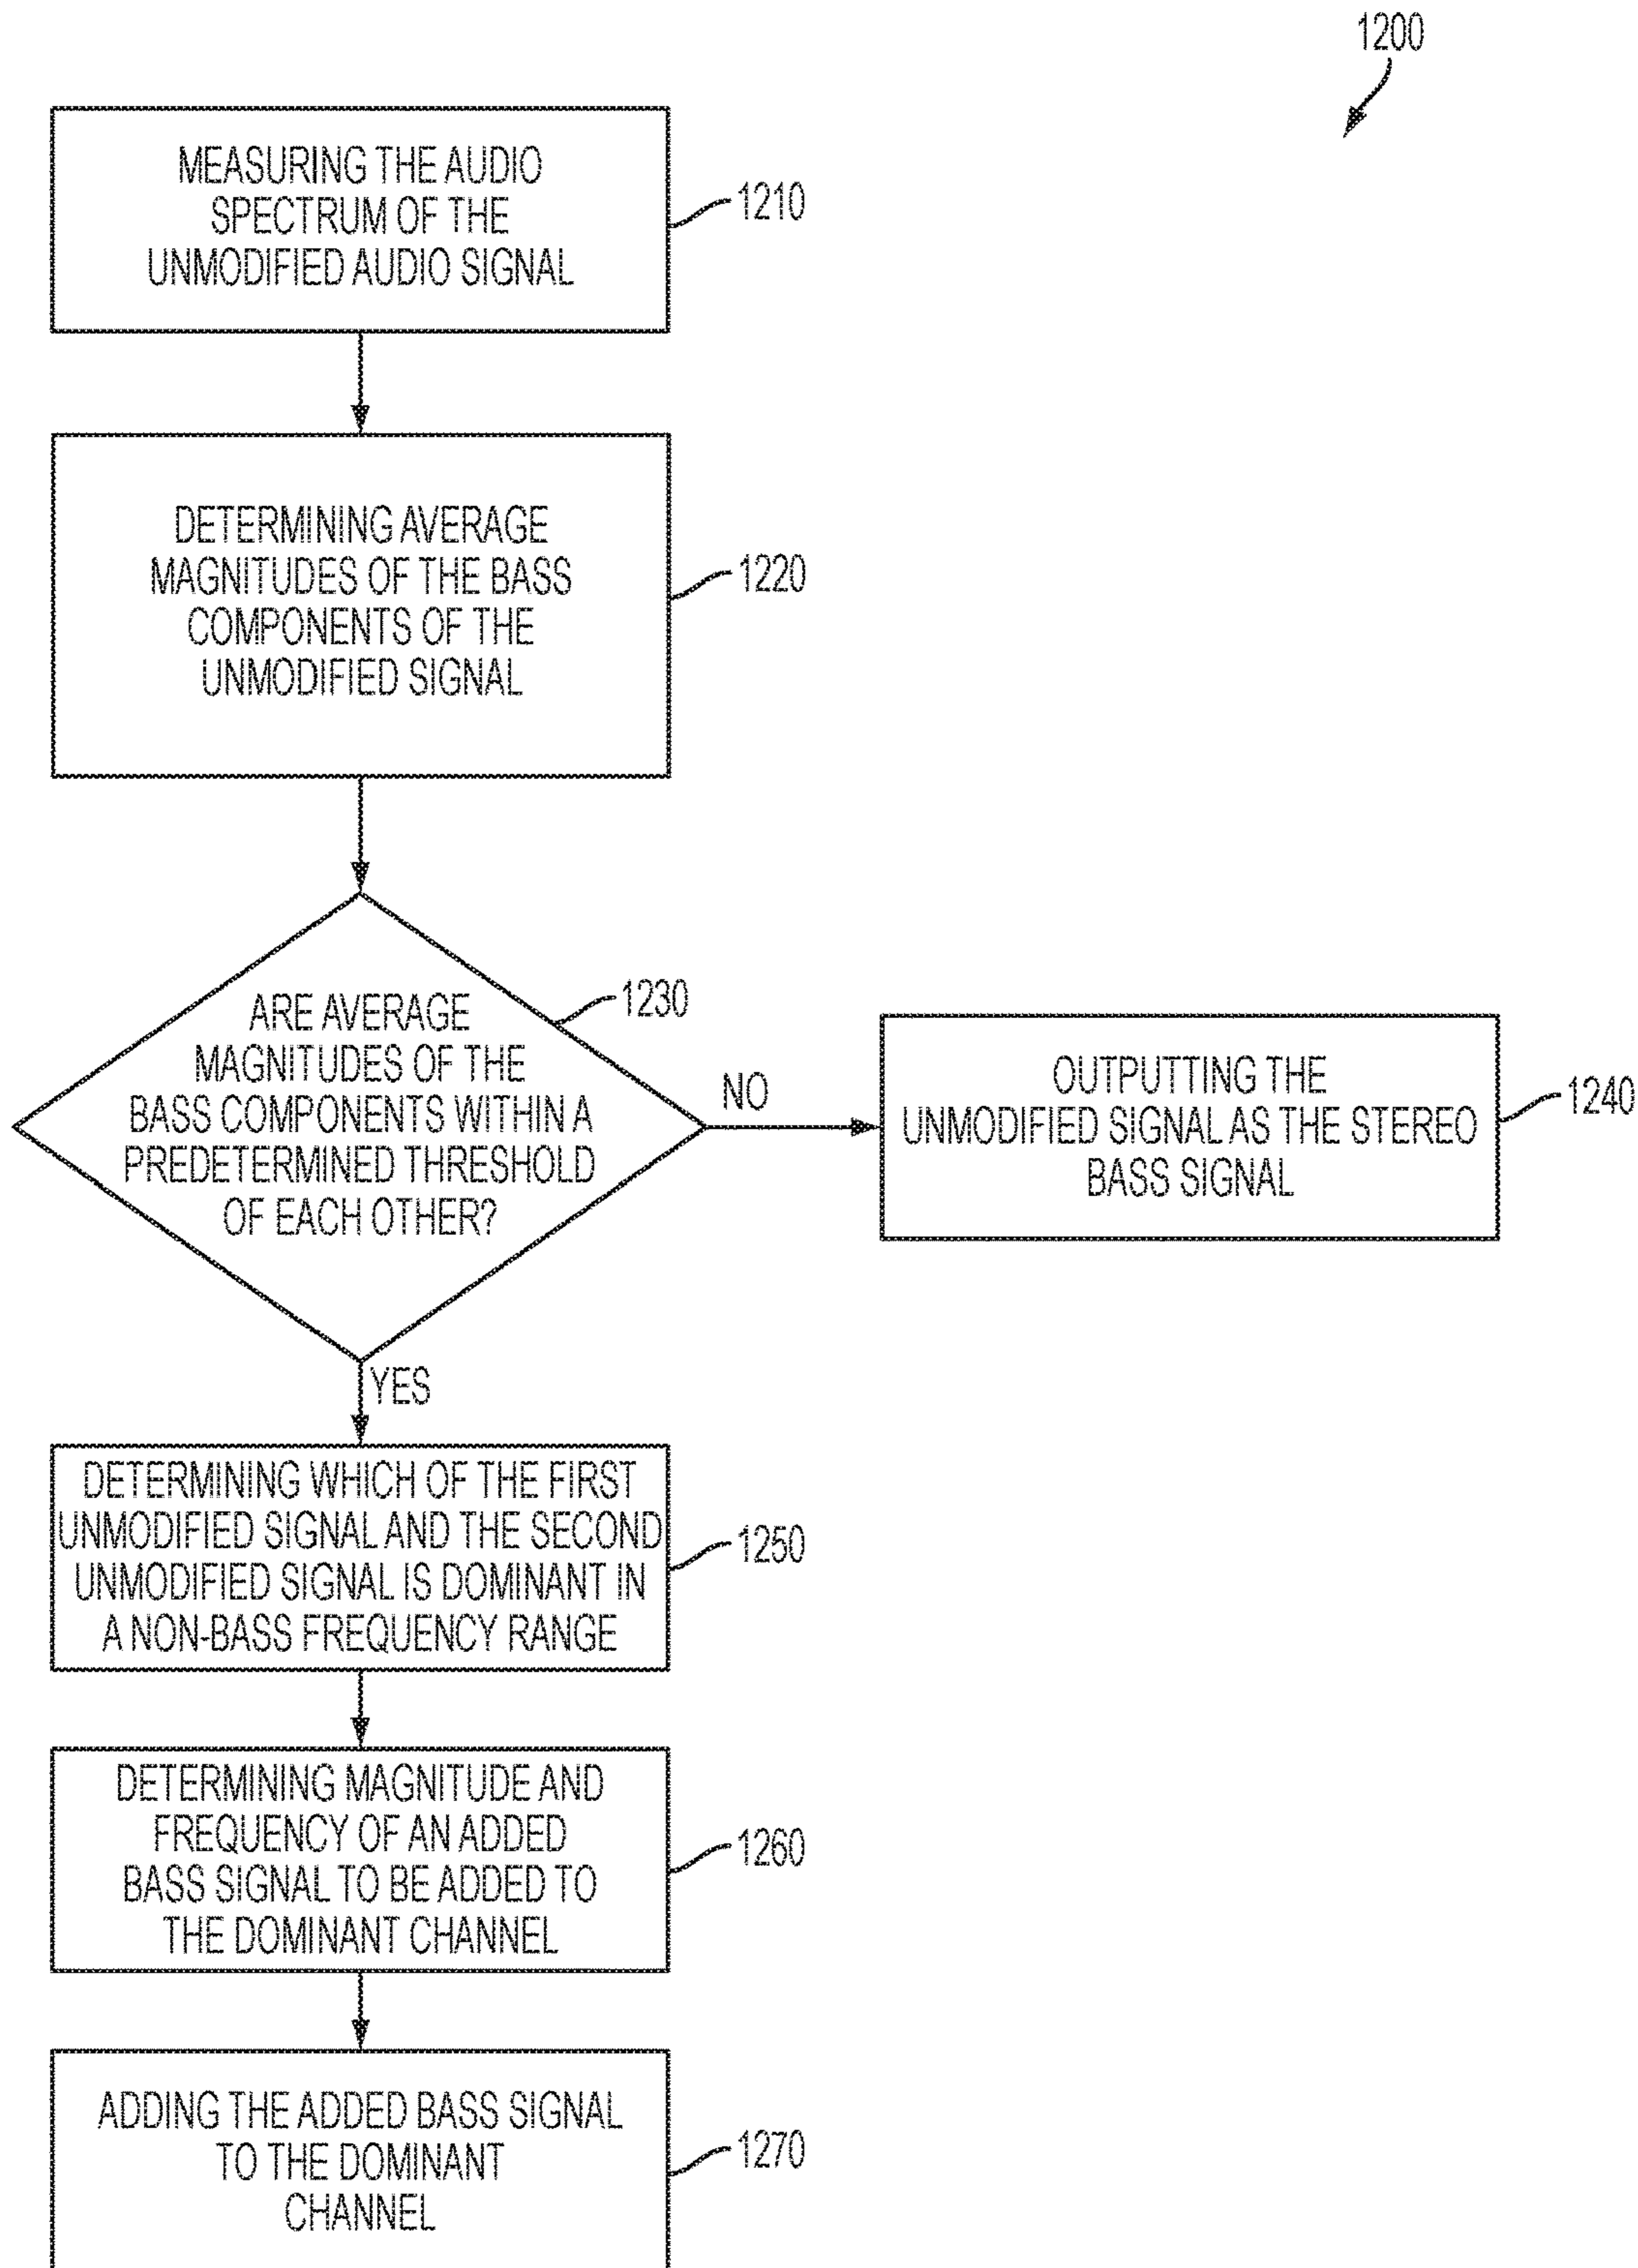 1200
MEASURING THE AUDIO
SPECTRUM OF THE
UNMODIFIED AUDIO SIGNAL
1210
DETERMINING AVERAGE
MAGNITUDES OF THE BASS
COMPONENTS OF THE
UNMODIFIED SIGNAL
1220
ARE AVERAGE
MAGNITUDES OF THE
BASS COMPONENTS WITHIN A
PREDETERMINED THRESHOLD
OF EACH OTHER?
1230
NO
OUTPUTTING THE
UNMODIFIED SIGNAL AS THE STEREO
BASS SIGNAL
1240
YES
DETERMINING WHICH OF THE FIRST
UNMODIFIED SIGNAL AND THE SECOND
UNMODIFIED SIGNAL IS DOMINANT IN
A NON-BASS FREQUENCY RANGE
1250
DETERMINING MAGNITUDE AND
FREQUENCY OF AN ADDED
BASS SIGNAL TO BE ADDED TO
THE DOMINANT CHANNEL
1260
ADDING THE ADDED BASS SIGNAL
TO THE DOMINANT
CHANNEL
1270